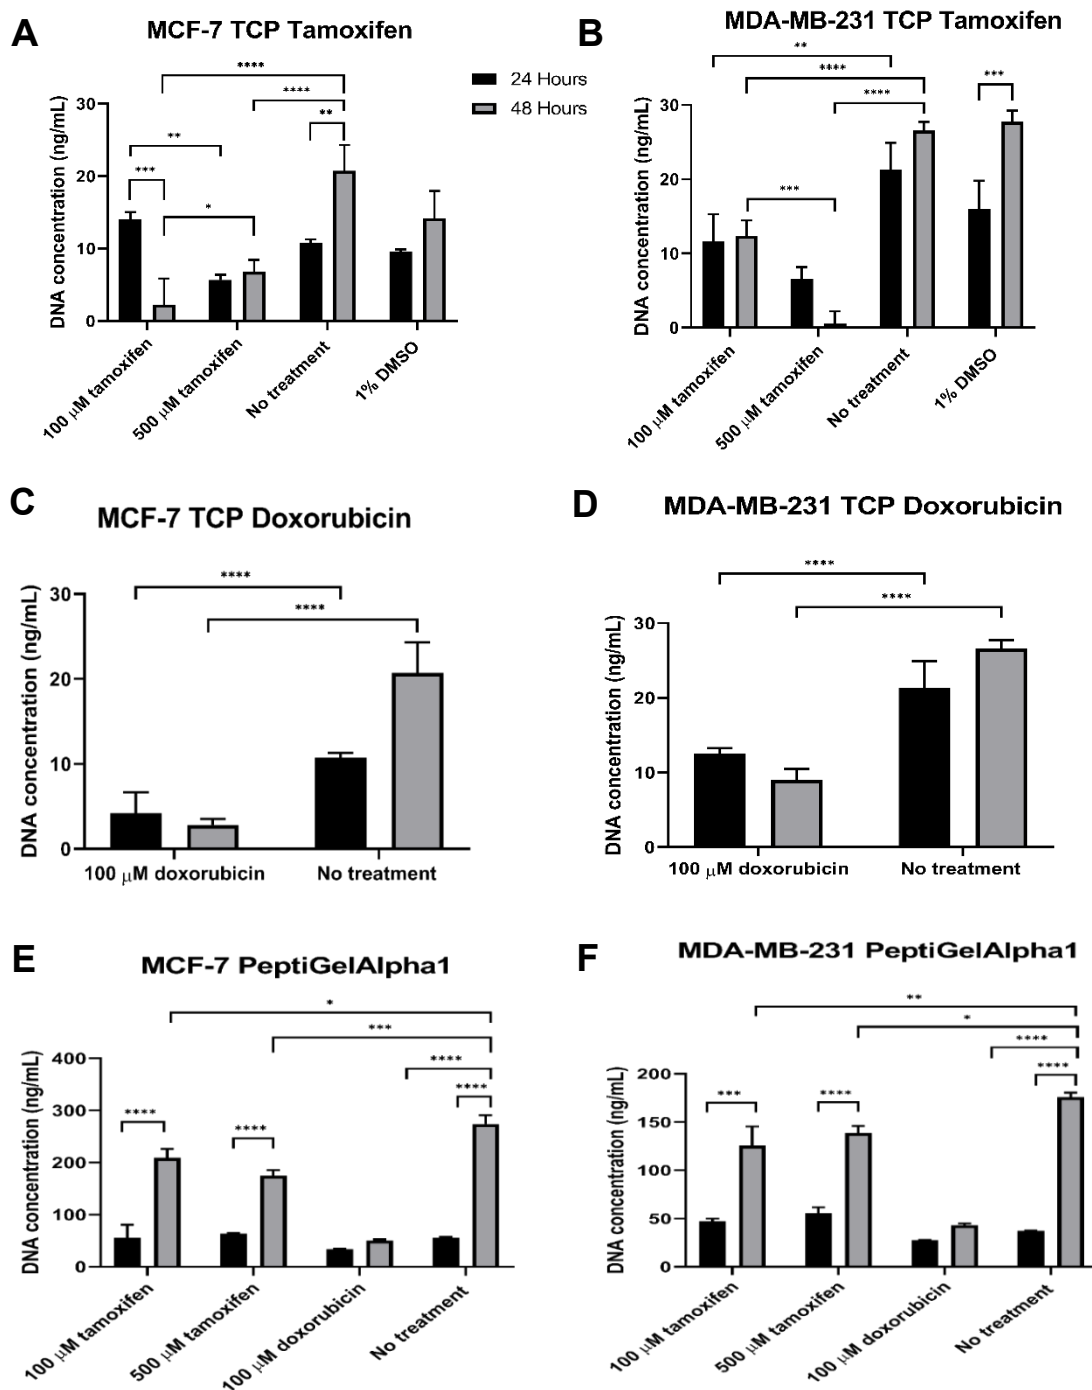 A
MCF-7 TCP Tamoxifen
DNA concentration (ng/mL)
30
20
10
0
****
****
**
**
***
*
100 μM tamoxifen
500 μM tamoxifen
No treatment
1% DMSO
24 Hours
48 Hours
B
MDA-MB-231 TCP Tamoxifen
DNA concentration (ng/mL)
30
20
10
0
**
****
***
****
***
100 μM tamoxifen
500 μM tamoxifen
No treatment
1% DMSO
C
MCF-7 TCP Doxorubicin
DNA concentration (ng/mL)
30
20
10
0
****
****
100 μM doxorubicin
No treatment
D
MDA-MB-231 TCP Doxorubicin
DNA concentration (ng/mL)
30
20
10
0
****
****
100 μM doxorubicin
No treatment
E
MCF-7 PeptiGelAlpha1
DNA concentration (ng/mL)
400
300
200
100
0
*
***
****
****
****
****
100 μM tamoxifen
500 μM tamoxifen
100 μM doxorubicin
No treatment
F
MDA-MB-231 PeptiGelAlpha1
DNA concentration (ng/mL)
200
150
100
50
0
**
*
****
****
***
****
100 μM tamoxifen
500 μM tamoxifen
100 μM doxorubicin
No treatment